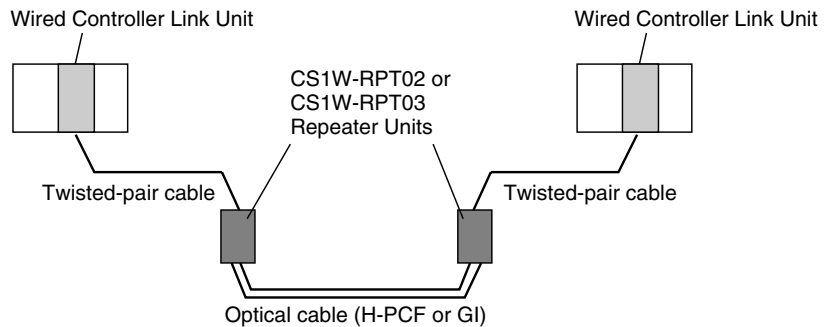 Wired Controller Link Unit
Wired Controller Link Unit
CS1W-RPT02 or
CS1W-RPT03
Repeater Units
Twisted-pair cable
Twisted-pair cable
Optical cable (H-PCF or GI)